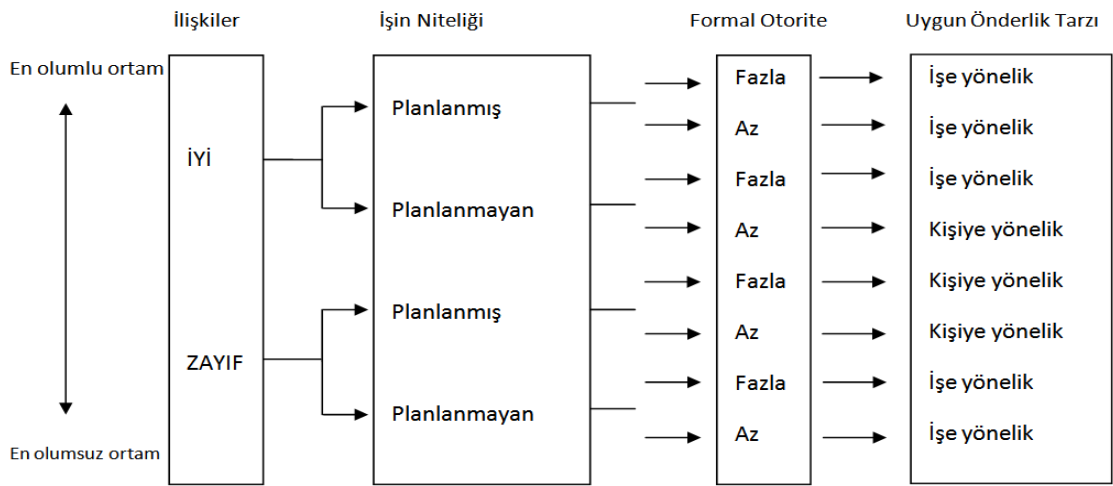 İlişkiler İşin Niteliği Formal Otorite Uygun Önderlik Tarzı
En olumlu ortam
Fazla İşe yönelik
Planlanmış
Az İşe yönelik
İYİ
Fazla İşe yönelik
Planlanmayan
Az Kişiye yönelik
Fazla Kişiye yönelik
Planlanmış
Az Kişiye yönelik
ZAYIF
Fazla İşe yönelik
Planlanmayan
Az İşe yönelik
En olumsuz ortam